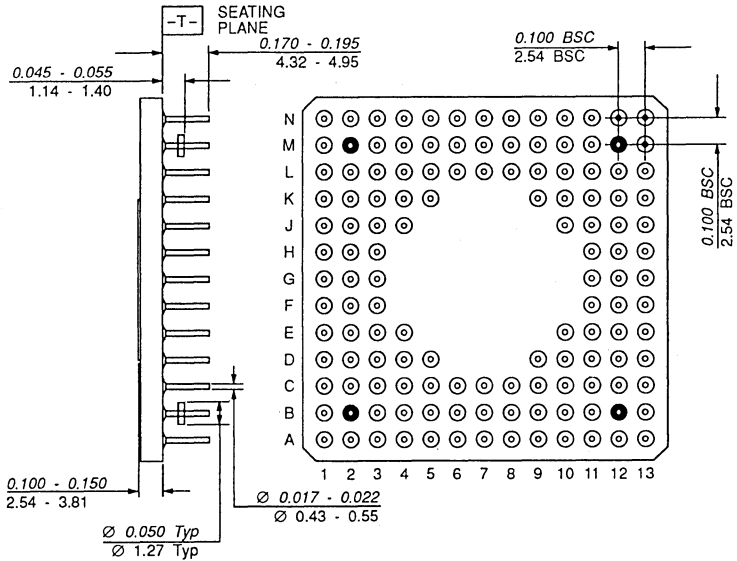 -T-
SEATING
PLANE
0.170 - 0.195
4.32 - 4.95
0.100 BSC
2.54 BSC
0.045 - 0.055
1.14 - 1.40
N
M
L
K
J
H
G
F
E
D
C
B
A
0.100 BSC
2.54 BSC
1 2 3 4 5 6 7 8 9 10 11 12 13
0.100 - 0.150
2.54 - 3.81
Ø 0.017 - 0.022
Ø 0.43 - 0.55
Ø 0.050 Typ
Ø 1.27 Typ